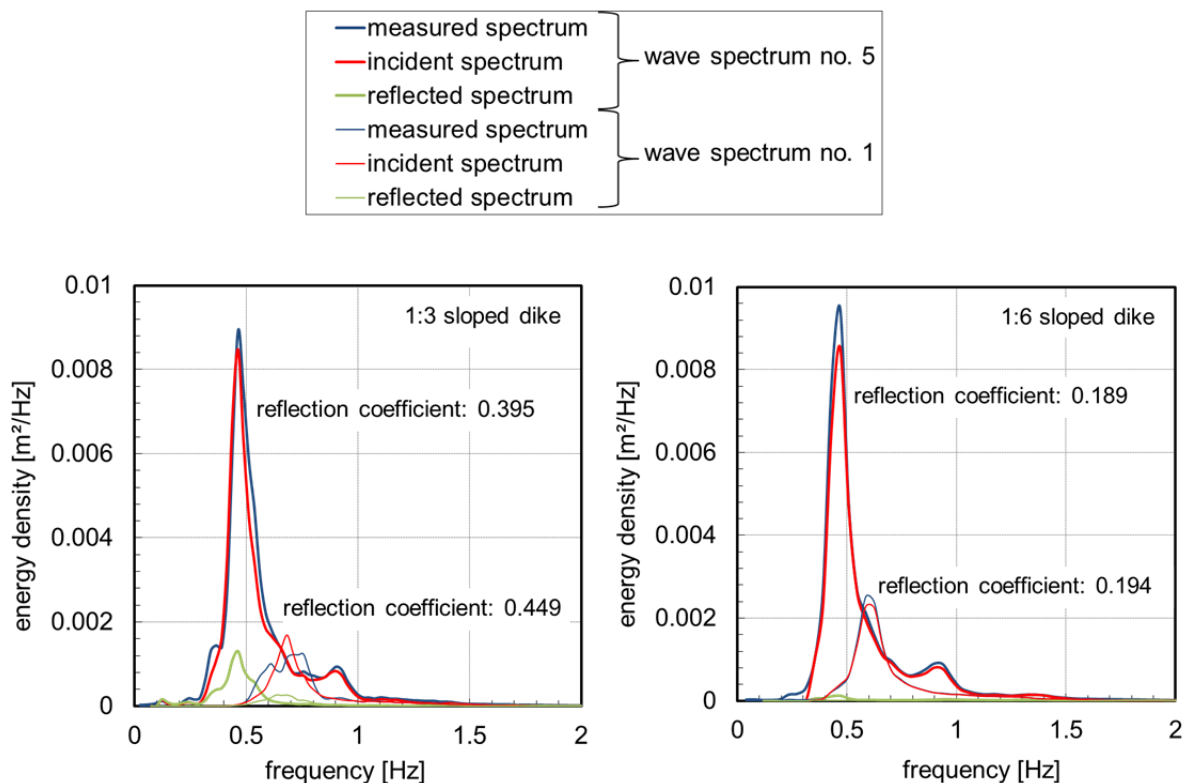 measured spectrum
incident spectrum
reflected spectrum
wave spectrum no. 5
measured spectrum
incident spectrum
reflected spectrum
wave spectrum no. 1
0.01
0.008
0.006
0.004
0.002
0
energy density [m²/Hz]
1:3 sloped dike
reflection coefficient: 0.395
reflection coefficient: 0.449
0 0.5 1 1.5 2
frequency [Hz]
0.01
0.008
0.006
0.004
0.002
0
energy density [m²/Hz]
1:6 sloped dike
reflection coefficient: 0.189
reflection coefficient: 0.194
0 0.5 1 1.5 2
frequency [Hz]